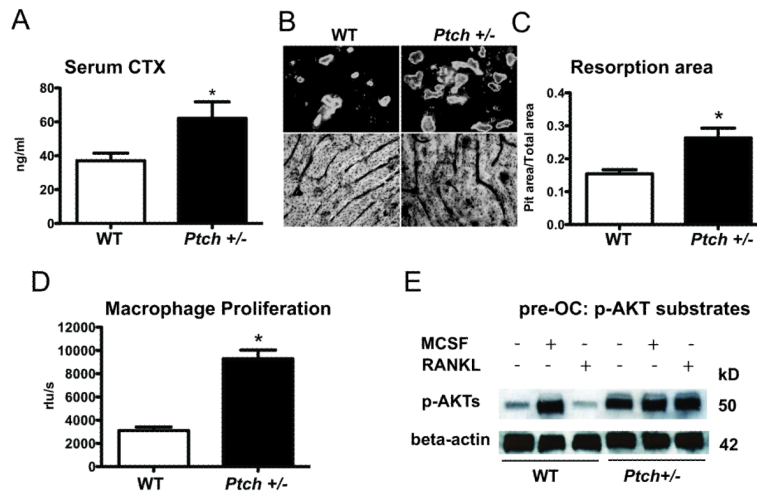 A
Serum CTX
*
80
60
40
20
0
ng/ml
WT
Ptch +/-
B
WT
Ptch +/-
C
Resorption area
*
0.4
0.3
0.2
0.1
0.0
Pit area/Total area
WT
Ptch +/-
D
Macrophage Proliferation
*
12000
10000
8000
6000
4000
2000
0
rlu/s
WT
Ptch +/-
E
pre-OC: p-AKT substrates
MCSF - + - - + -
RANKL - - + - - +
kD
p-AKTs 50
beta-actin 42
WT Ptch+/-